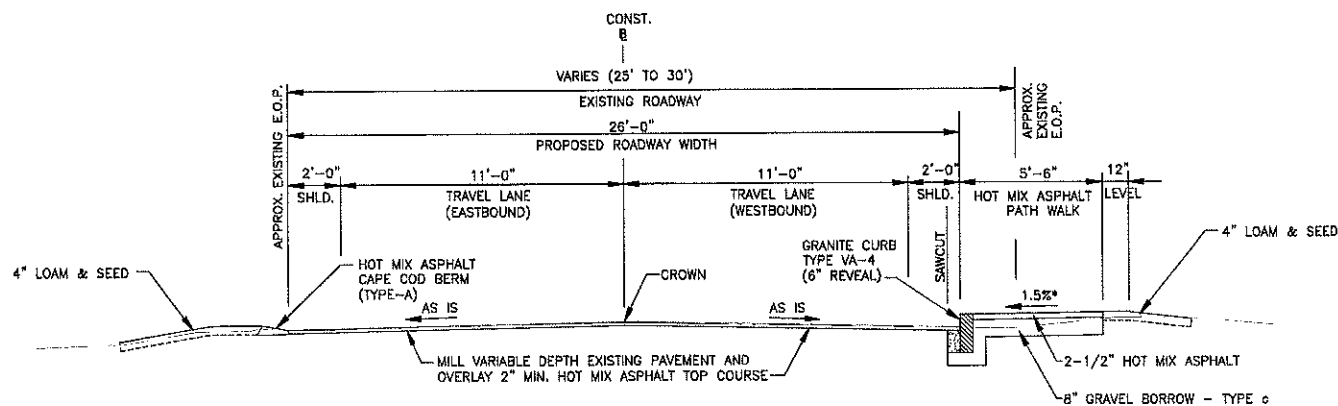 CONST.
B
VARIES (25' TO 30')
EXISTING ROADWAY
26'-0"
PROPOSED ROADWAY WIDTH
APPROX. EXISTING E.O.P.
APPROX.
EXISTING
E.O.P.
2'-0"
SHLD.
11'-0"
TRAVEL LANE
(EASTBOUND)
11'-0"
TRAVEL LANE
(WESTBOUND)
2'-0"
SHLD.
5'-6"
HOT MIX ASPHALT
PATH WALK
12"
LEVEL
4" LOAM & SEED
HOT MIX ASPHALT
CAPE COD BERM
(TYPE-A)
CROWN
GRANITE CURB
TYPE VA-4
(6" REVEAL)
SAWCUT
4" LOAM & SEED
AS IS
AS IS
1.5%*
MILL VARIABLE DEPTH EXISTING PAVEMENT AND
OVERLAY 2" MIN. HOT MIX ASPHALT TOP COURSE
2-1/2" HOT MIX ASPHALT
8" GRAVEL BORROW - TYPE c